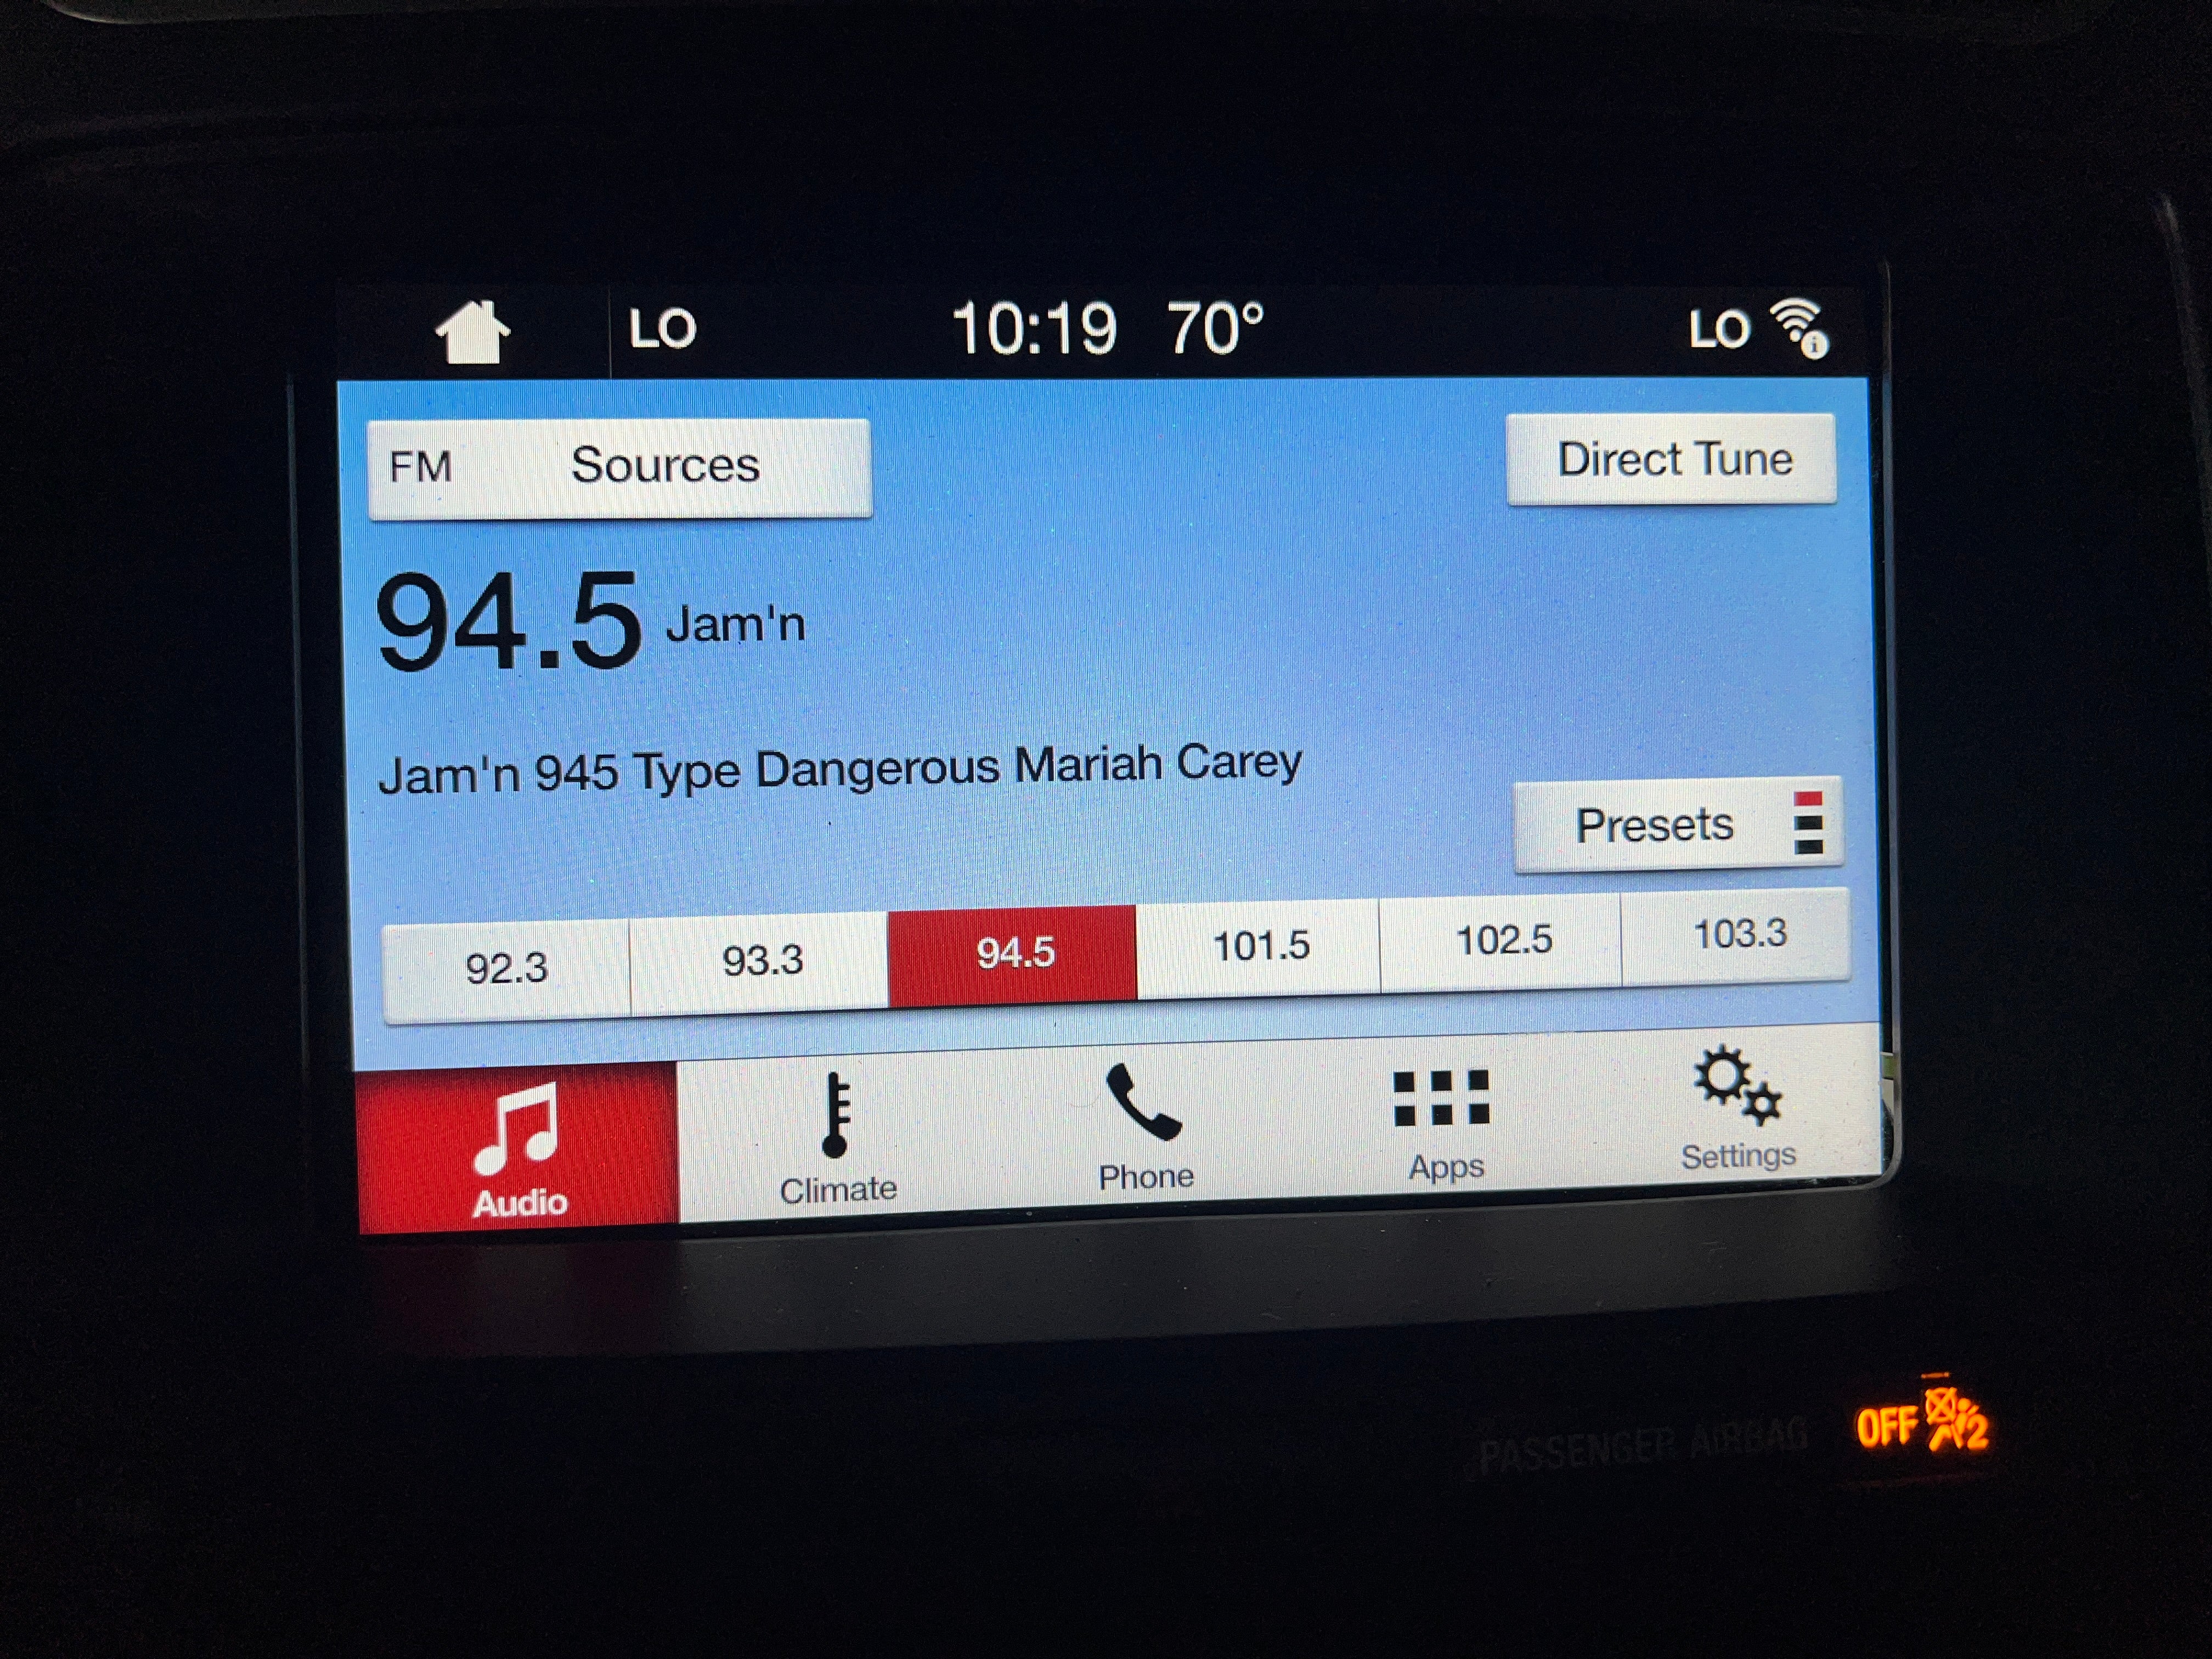 LO 10:19 70° LO
FM Sources
Direct Tune
94.5 Jam'n
Jam'n 945 Type Dangerous Mariah Carey
Presets
92.3 93.3 94.5 101.5 102.5 103.3
Audio Climate Phone Apps Settings
PASSENGER AIRBAG OFF 2